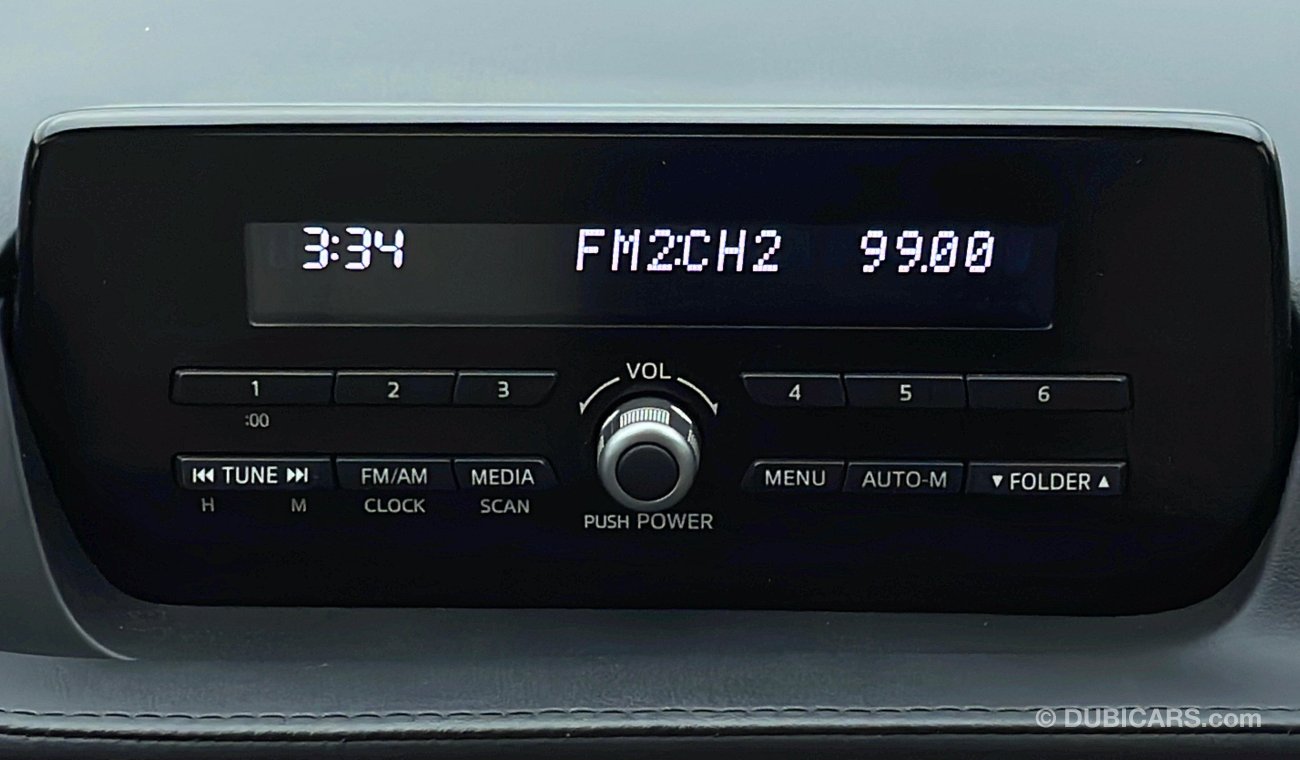 3:34 FM2:CH2 99.00
VOL
1 2 3 4 5 6
:00
⏮ TUNE ⏭ FM/AM MEDIA MENU AUTO-M ▼ FOLDER ▲
H M CLOCK SCAN
PUSH POWER
© DUBICARS.com